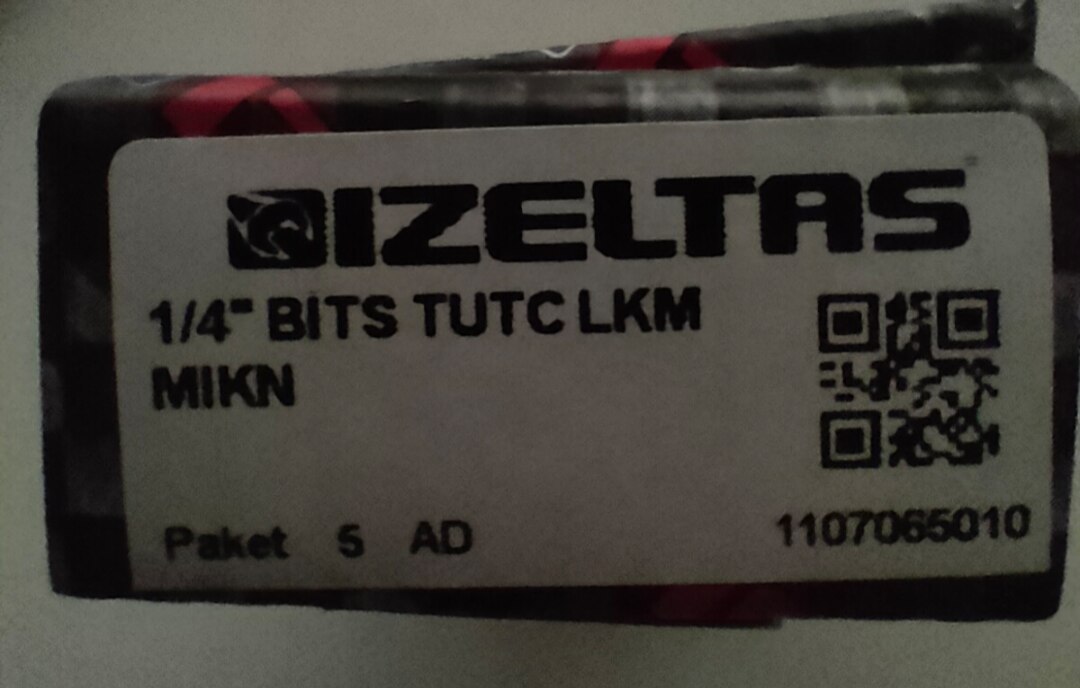 IZELTAS
1/4" BITS TUTC LKM
MIKN
Paket 5 AD
1107065010